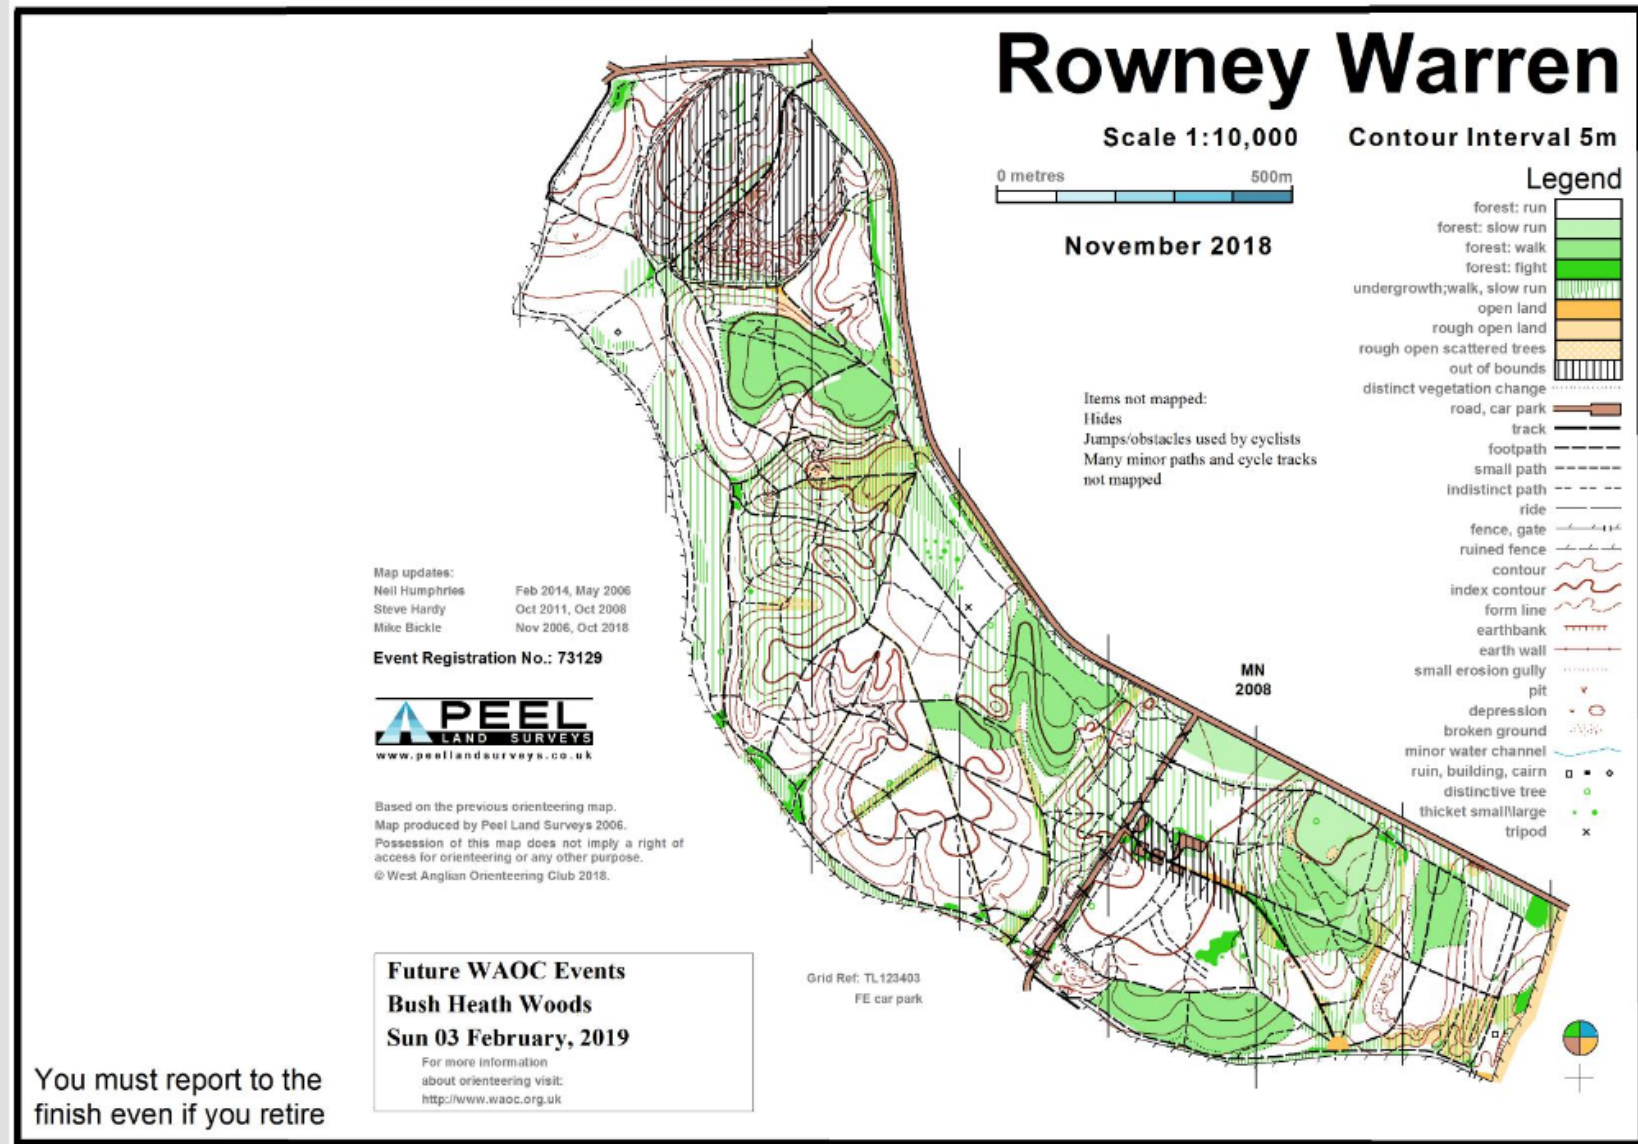 Rowney Warren
Scale 1:10,000 Contour Interval 5m
0 metres 500m
November 2018
Legend
forest: run
forest: slow run
forest: walk
forest: fight
undergrowth;walk, slow run
open land
rough open land
rough open scattered trees
out of bounds
distinct vegetation change
road, car park
track
footpath
small path
indistinct path
ride
fence, gate
ruined fence
contour
index contour
form line
earthbank
earth wall
small erosion gully
pit
depression
broken ground
minor water channel
ruin, building, cairn
distinctive tree
thicket small\large
tripod
Items not mapped:
Hides
Jumps/obstacles used by cyclists
Many minor paths and cycle tracks
not mapped
MN
2008
Map updates:
Neil Humphries Feb 2014, May 2006
Steve Hardy Oct 2011, Oct 2008
Mike Bickle Nov 2006, Oct 2018
Event Registration No.: 73129
PEEL
LAND SURVEYS
www.peellandsurveys.co.uk
Based on the previous orienteering map.
Map produced by Peel Land Surveys 2006.
Possession of this map does not imply a right of
access for orienteering or any other purpose.
© West Anglian Orienteering Club 2018.
Grid Ref: TL123403
FE car park
Future WAOC Events
Bush Heath Woods
Sun 03 February, 2019
For more information
about orienteering visit:
http://www.waoc.org.uk
You must report to the
finish even if you retire